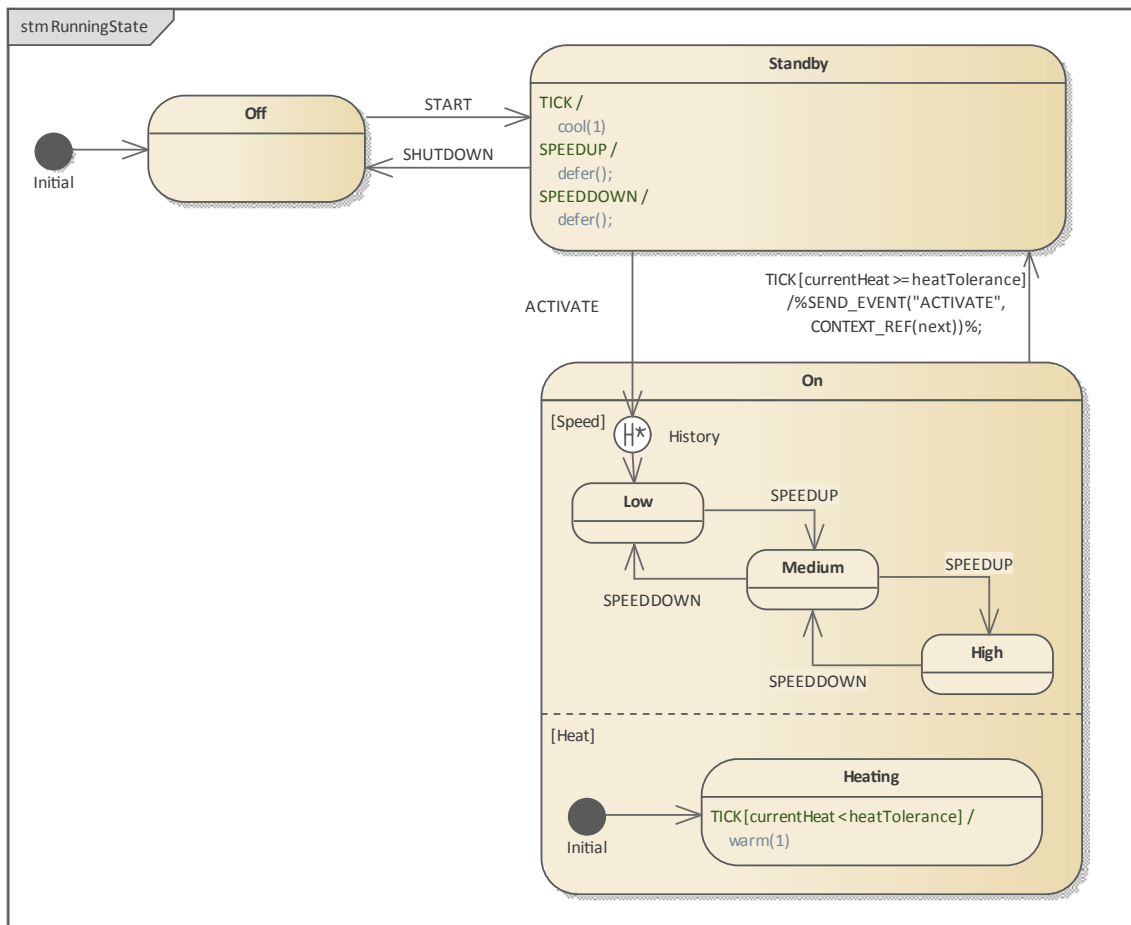 stm RunningState
Standby
Off
START
TICK /
cool(1)
SPEEDUP /
defer();
SPEEDDOWN /
defer();
SHUTDOWN
Initial
ACTIVATE
TICK [currentHeat >= heatTolerance]
/%SEND_EVENT("ACTIVATE",
CONTEXT_REF(next))%;
On
[Speed]
H*
History
Low
SPEEDUP
Medium
SPEEDUP
SPEEDDOWN
High
SPEEDDOWN
[Heat]
Heating
TICK [currentHeat < heatTolerance] /
warm(1)
Initial